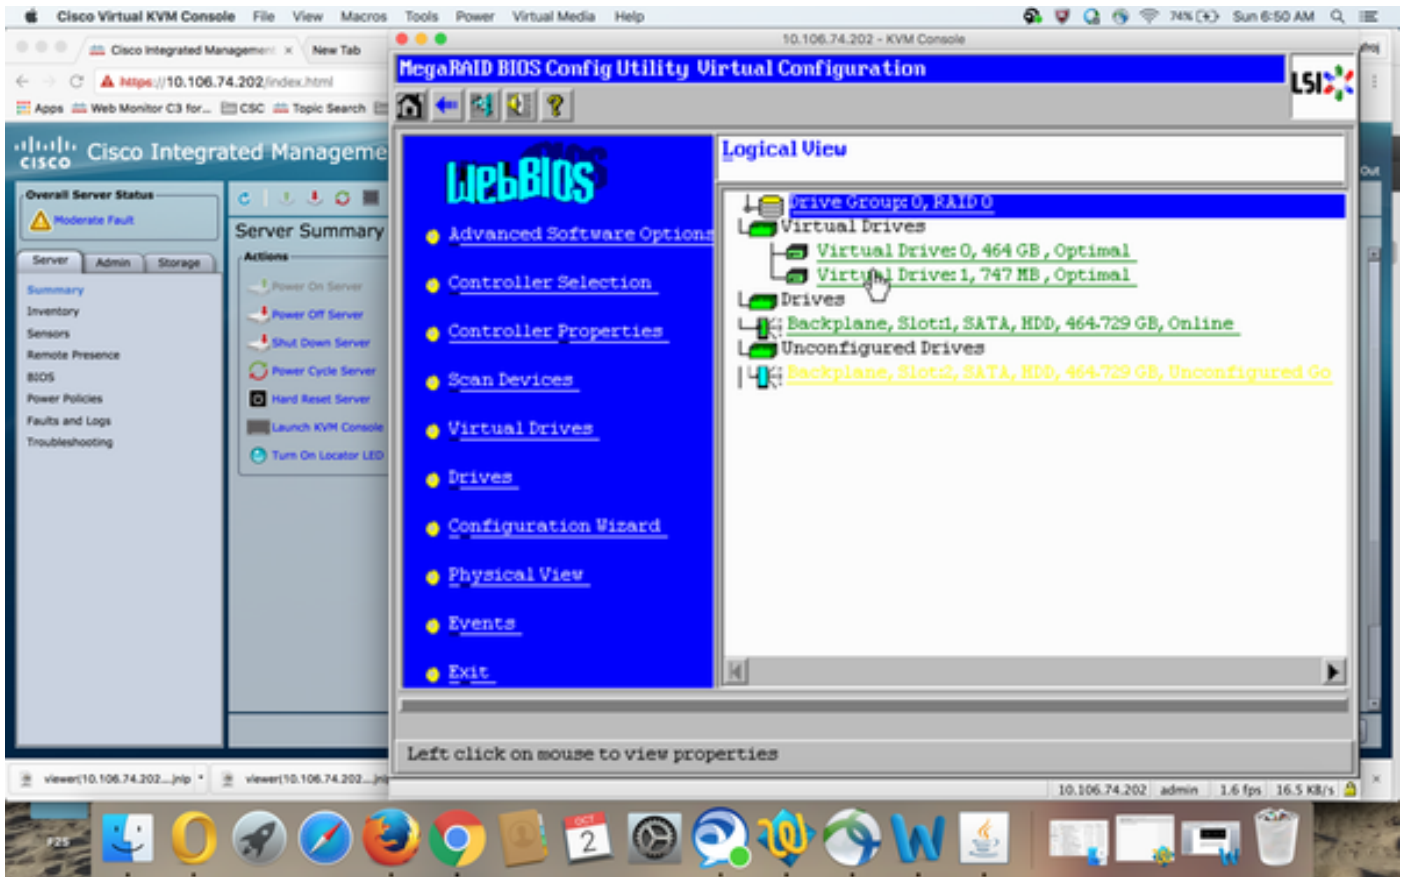 Cisco Virtual KVM Console File View Macros Tools Power Virtual Media Help
74% Sun 6:50 AM
Cisco Integrated Management × New Tab
https://10.106.74.202/index.html
Apps Web Monitor C3 for... CSC Topic Search
CISCO Cisco Integrated Manageme
Out
Overall Server Status
Moderate Fault
Server Admin Storage
Summary
Inventory
Sensors
Remote Presence
BIOS
Power Policies
Faults and Logs
Troubleshooting
Server Summary
Actions
Power On Server
Power Off Server
Shut Down Server
Power Cycle Server
Hard Reset Server
Launch KVM Console
Turn On Locator LED
10.106.74.202 - KVM Console
MegaRAID BIOS Config Utility Virtual Configuration
LSI
WebBIOS
Advanced Software Options
Controller Selection
Controller Properties
Scan Devices
Virtual Drives
Drives
Configuration Wizard
Physical View
Events
Exit
Logical View
Drive Group: 0, RAID 0
Virtual Drives
Virtual Drive: 0, 464 GB, Optimal
Virtual Drive: 1, 747 MB, Optimal
Drives
Backplane, Slot:1, SATA, HDD, 464.729 GB, Online
Unconfigured Drives
Backplane, Slot:2, SATA, HDD, 464.729 GB, Unconfigured Go
Left click on mouse to view properties
viewer(10.106.74.202....jnlp viewer(10.106.74.202....jnlp
10.106.74.202 admin 1.6 fps 16.5 KB/s
OCT
2